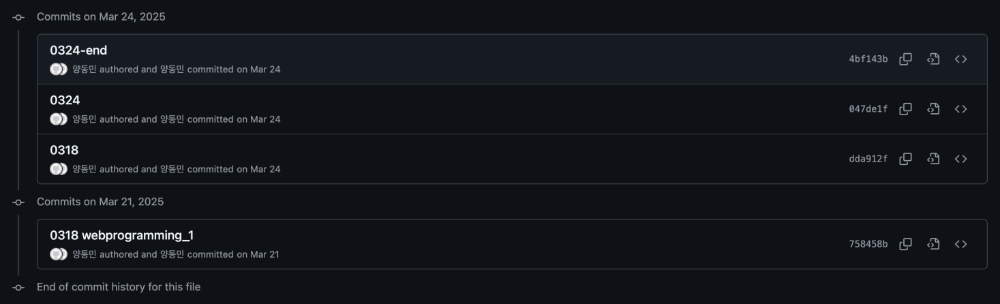 Commits on Mar 24, 2025
0324-end
양동민 authored and 양동민 committed on Mar 24
4bf143b
0324
양동민 authored and 양동민 committed on Mar 24
047de1f
0318
양동민 authored and 양동민 committed on Mar 24
dda912f
Commits on Mar 21, 2025
0318 webprogramming_1
양동민 authored and 양동민 committed on Mar 21
758458b
End of commit history for this file